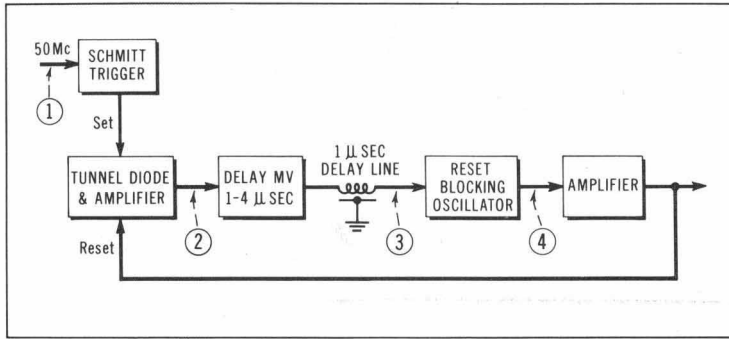 50Mc
①
SCHMITT
TRIGGER
Set
TUNNEL DIODE
& AMPLIFIER
②
DELAY MV
1-4 μSEC
1 μ SEC
DELAY LINE
③
RESET
BLOCKING
OSCILLATOR
④
AMPLIFIER
Reset